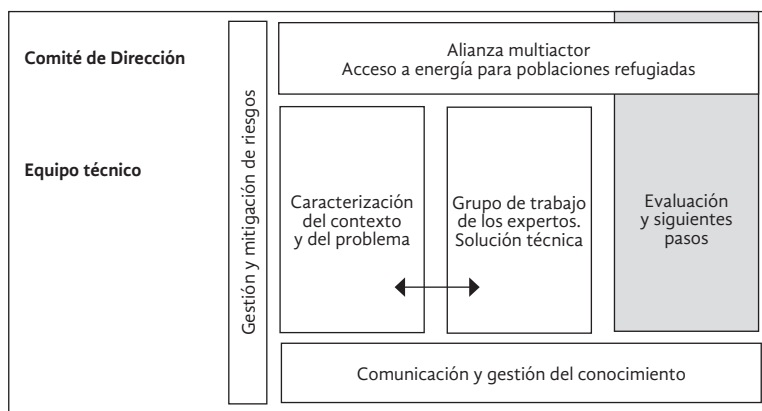 Comité de Dirección
Alianza multiactor
Acceso a energía para poblaciones refugiadas
Equipo técnico
Gestión y mitigación de riesgos
Caracterización
del contexto
y del problema
Grupo de trabajo
de los expertos.
Solución técnica
Evaluación
y siguientes
pasos
Comunicación y gestión del conocimiento